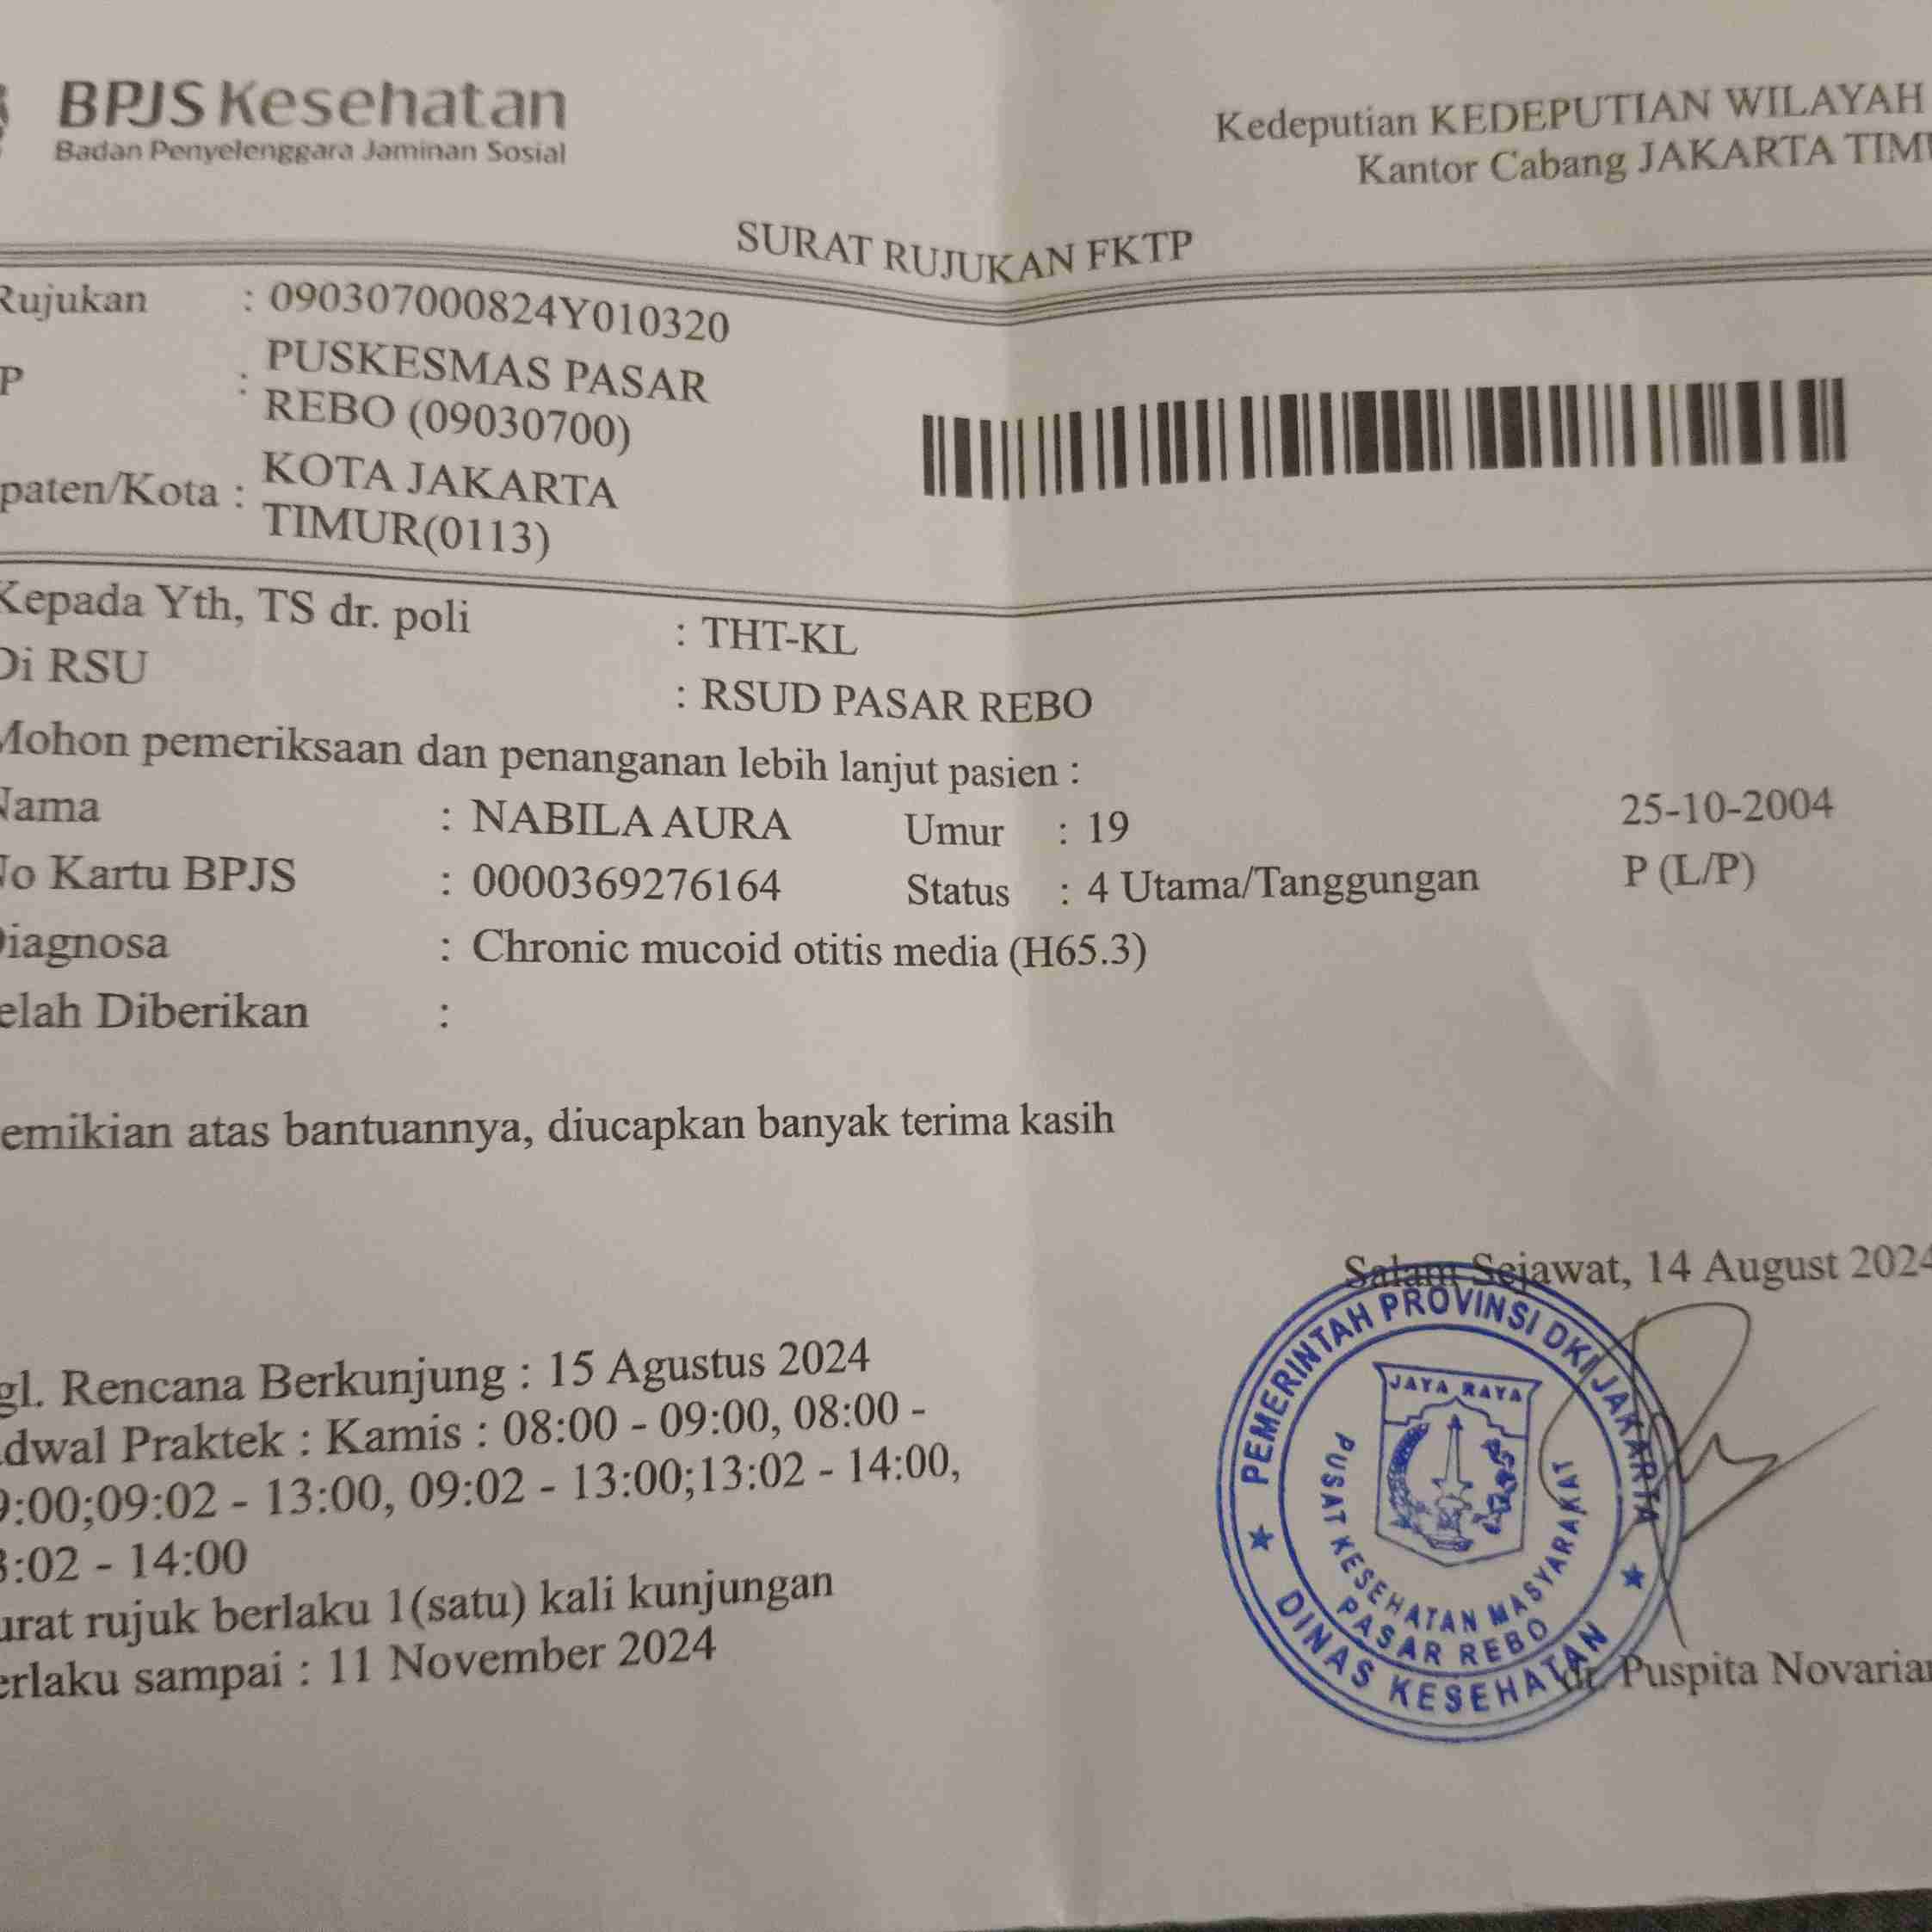 BPJS Kesehatan
Badan Penyelenggara Jaminan Sosial
Kedeputian KEDEPUTIAN WILAYAH
Kantor Cabang JAKARTA TIMU
SURAT RUJUKAN FKTP
Rujukan : 090307000824Y010320
P : PUSKESMAS PASAR
REBO (09030700)
paten/Kota : KOTA JAKARTA
TIMUR(0113)
Kepada Yth, TS dr. poli : THT-KL
Di RSU : RSUD PASAR REBO
Mohon pemeriksaan dan penanganan lebih lanjut pasien :
Nama : NABILA AURA Umur : 19 25-10-2004
No Kartu BPJS : 0000369276164 Status : 4 Utama/Tanggungan P (L/P)
Diagnosa : Chronic mucoid otitis media (H65.3)
elah Diberikan :
emikian atas bantuannya, diucapkan banyak terima kasih
Salam Sejawat, 14 August 2024
gl. Rencana Berkunjung : 15 Agustus 2024
adwal Praktek : Kamis : 08:00 - 09:00, 08:00 -
9:00;09:02 - 13:00, 09:02 - 13:00;13:02 - 14:00,
3:02 - 14:00
urat rujuk berlaku 1(satu) kali kunjungan
erlaku sampai : 11 November 2024
PEMERINTAH PROVINSI DKI JAKARTA
JAYA RAYA
PUSAT KESEHATAN MASYARAKAT
PASAR REBO
DINAS KESEHATAN
dr. Puspita Novarian